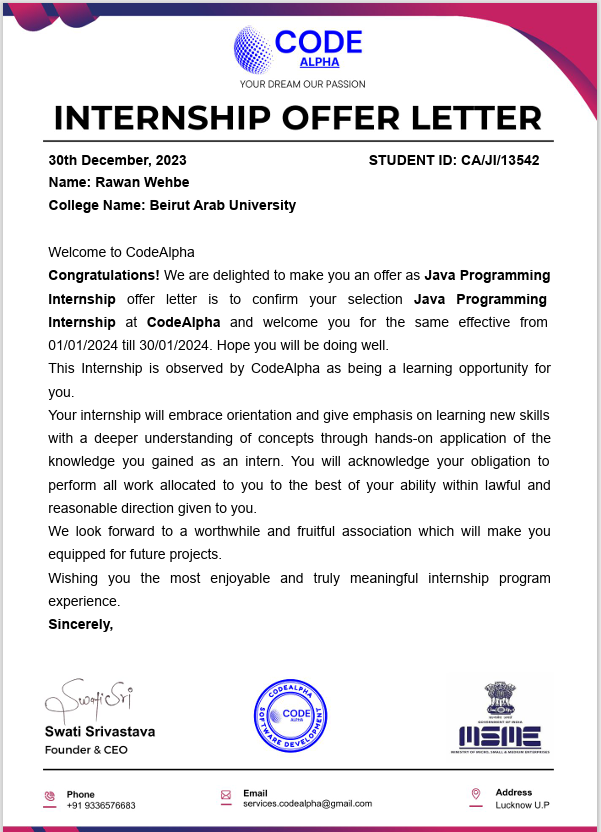 CODE
ALPHA
YOUR DREAM OUR PASSION
INTERNSHIP OFFER LETTER
30th December, 2023 STUDENT ID: CA/JI/13542
Name: Rawan Wehbe
College Name: Beirut Arab University
Welcome to CodeAlpha
Congratulations! We are delighted to make you an offer as Java Programming
Internship offer letter is to confirm your selection Java Programming
Internship at CodeAlpha and welcome you for the same effective from
01/01/2024 till 30/01/2024. Hope you will be doing well.
This Internship is observed by CodeAlpha as being a learning opportunity for
you.
Your internship will embrace orientation and give emphasis on learning new skills
with a deeper understanding of concepts through hands-on application of the
knowledge you gained as an intern. You will acknowledge your obligation to
perform all work allocated to you to the best of your ability within lawful and
reasonable direction given to you.
We look forward to a worthwhile and fruitful association which will make you
equipped for future projects.
Wishing you the most enjoyable and truly meaningful internship program
experience.
Sincerely,
Swati Sri
Swati Srivastava
Founder & CEO
CODEALPHA
CODE
ALPHA
SOFTWARE DEVELOPMENT
सत्यमेव जयते
GOVERNMENT OF INDIA
MSME
MINISTRY OF MICRO, SMALL & MEDIUM ENTERPRISES
Phone
+91 9336576683
Email
services.codealpha@gmail.com
Address
Lucknow U.P